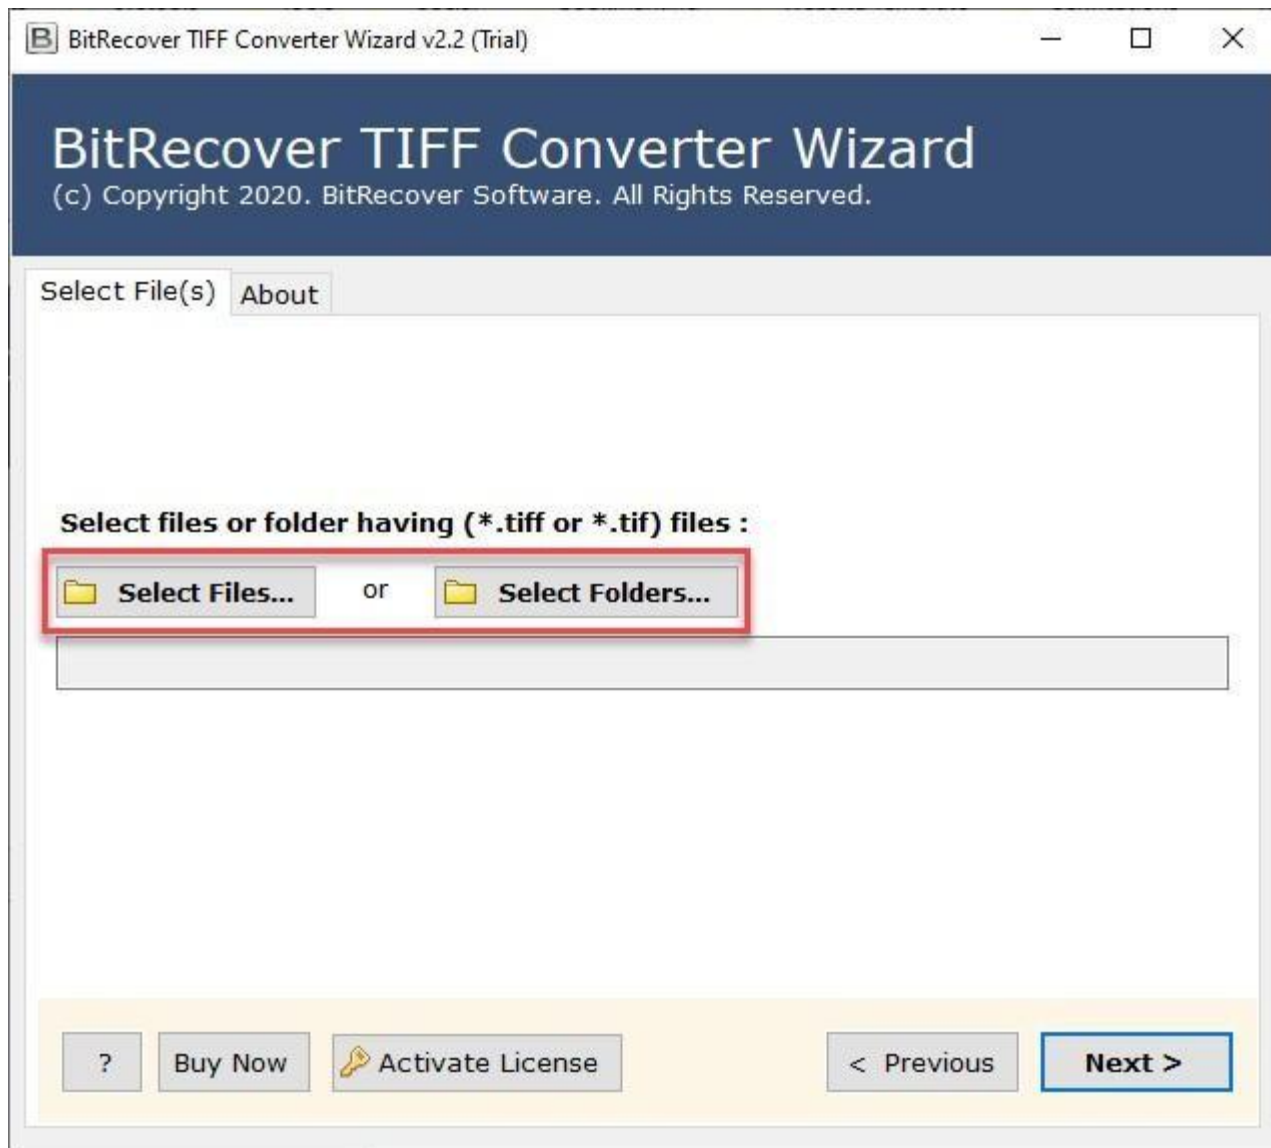 BitRecover TIFF Converter Wizard v2.2 (Trial)
BitRecover TIFF Converter Wizard
(c) Copyright 2020. BitRecover Software. All Rights Reserved.
Select File(s) About
Select files or folder having (*.tiff or *.tif) files :
Select Files... or Select Folders...
? Buy Now Activate License < Previous Next >